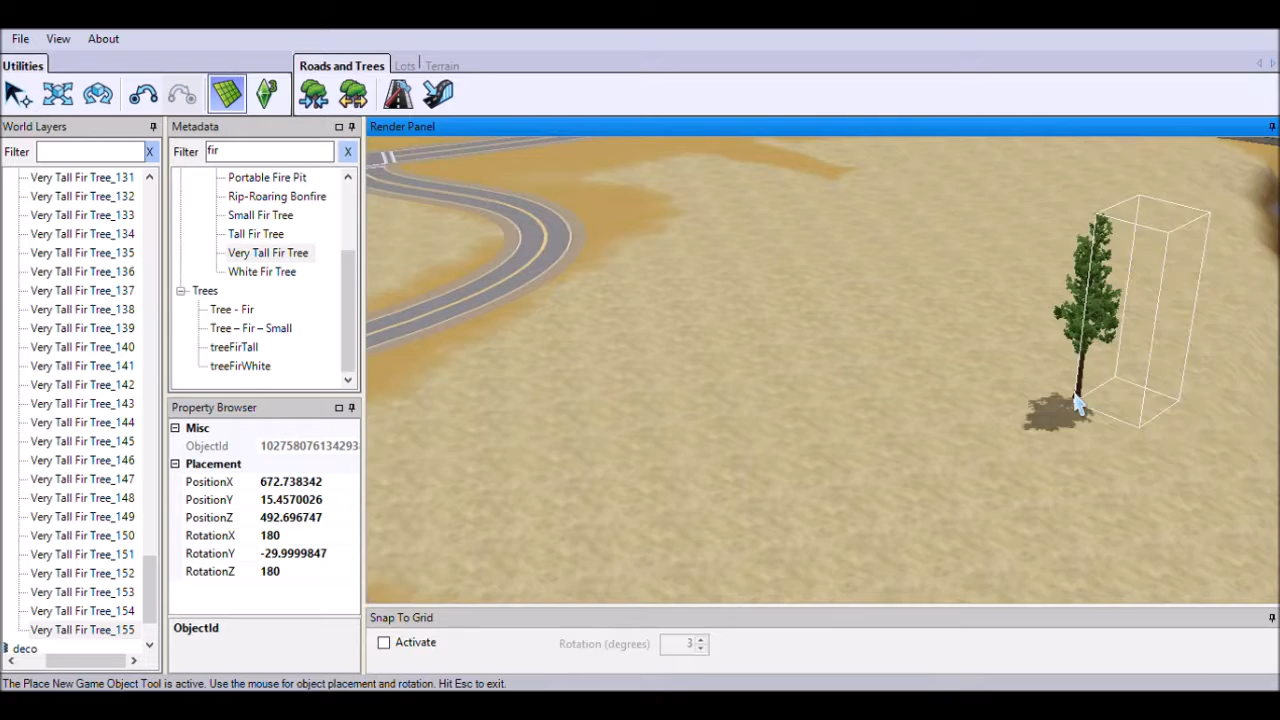 File View About
Utilities
Roads and Trees Lots Terrain
World Layers
Filter X
Very Tall Fir Tree_131
Very Tall Fir Tree_132
Very Tall Fir Tree_133
Very Tall Fir Tree_134
Very Tall Fir Tree_135
Very Tall Fir Tree_136
Very Tall Fir Tree_137
Very Tall Fir Tree_138
Very Tall Fir Tree_139
Very Tall Fir Tree_140
Very Tall Fir Tree_141
Very Tall Fir Tree_142
Very Tall Fir Tree_143
Very Tall Fir Tree_144
Very Tall Fir Tree_145
Very Tall Fir Tree_146
Very Tall Fir Tree_147
Very Tall Fir Tree_148
Very Tall Fir Tree_149
Very Tall Fir Tree_150
Very Tall Fir Tree_151
Very Tall Fir Tree_152
Very Tall Fir Tree_153
Very Tall Fir Tree_154
Very Tall Fir Tree_155
deco
Metadata
Filter fir X
Portable Fire Pit
Rip-Roaring Bonfire
Small Fir Tree
Tall Fir Tree
Very Tall Fir Tree
White Fir Tree
Trees
Tree - Fir
Tree – Fir – Small
treeFirTall
treeFirWhite
Property Browser
Misc
ObjectId 102758076134293
Placement
PositionX 672.738342
PositionY 15.4570026
PositionZ 492.696747
RotationX 180
RotationY -29.9999847
RotationZ 180
ObjectId
Render Panel
Snap To Grid
Activate Rotation (degrees) 3
The Place New Game Object Tool is active. Use the mouse for object placement and rotation. Hit Esc to exit.